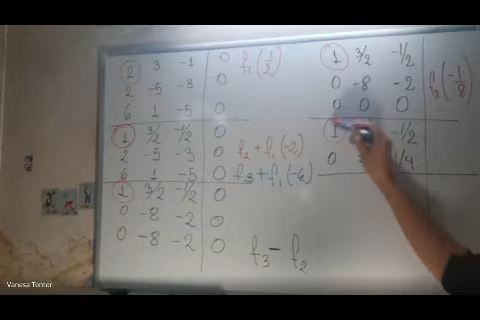 2 3 -1 0 f₁(1/2)
2 -5 -3 0
6 1 -5 0
1 3/2 -1/2 0
2 -5 -3 0 f₂ + f₁(-2)
6 1 -5 0 f₃ + f₁(-6)
1 3/2 -1/2 0
0 -8 -2 0
0 -8 -2 0 f₃ - f₂
1 3/2 -1/2
0 -8 -2 f₂(-1/8)
0 0 0
1 -1/2
0 1/4
Vanesa Tentor